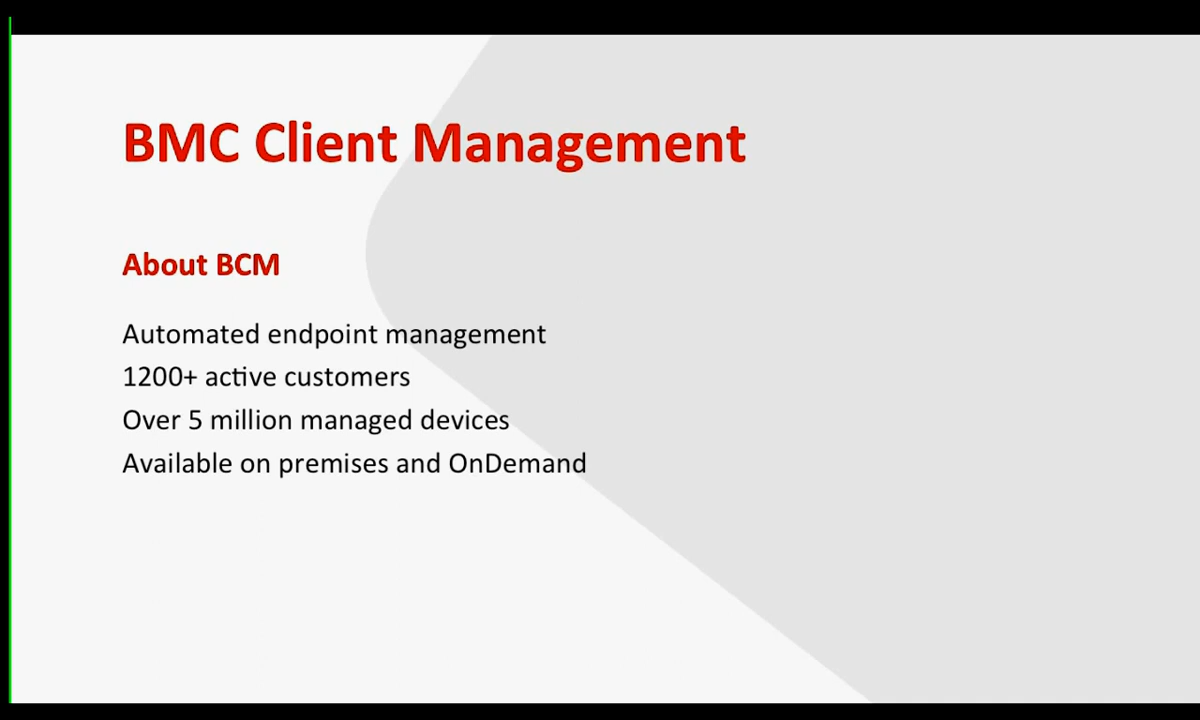 BMC Client Management
About BCM
Automated endpoint management
1200+ active customers
Over 5 million managed devices
Available on premises and OnDemand